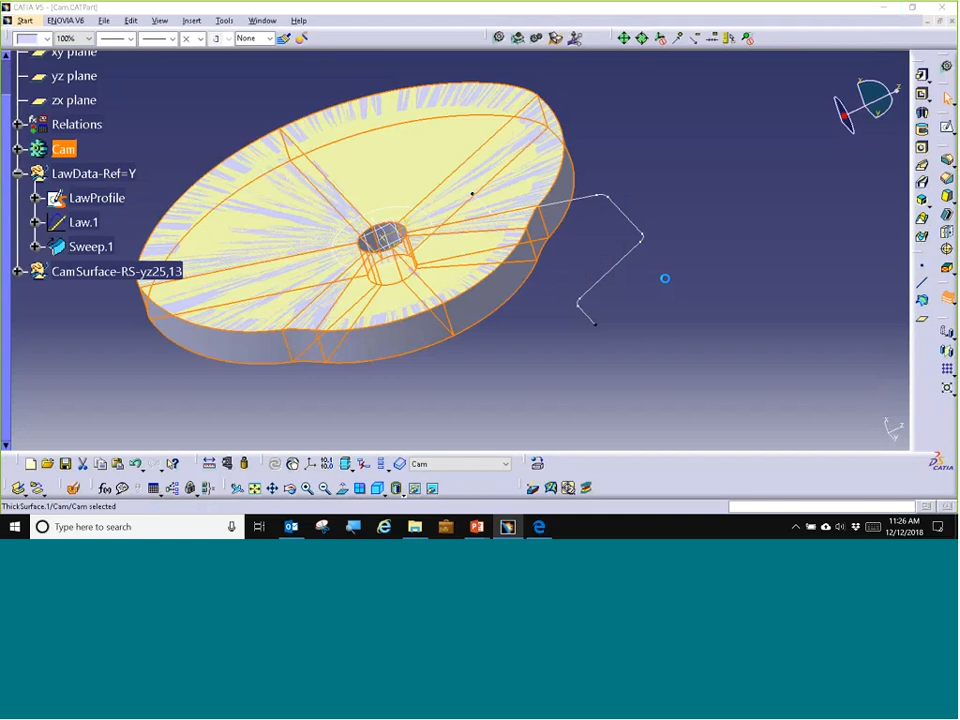 CATIA V5 - [Cam.CATPart]
Start ENOVIA V6 File Edit View Insert Tools Window Help
100% None
xy plane
yz plane
zx plane
Relations
Cam
LawData-Ref=Y
LawProfile
Law.1
Sweep.1
CamSurface-RS-yz25,13
Cam
ThickSurface.1/Cam/Cam selected
Type here to search
11:26 AM
12/12/2018